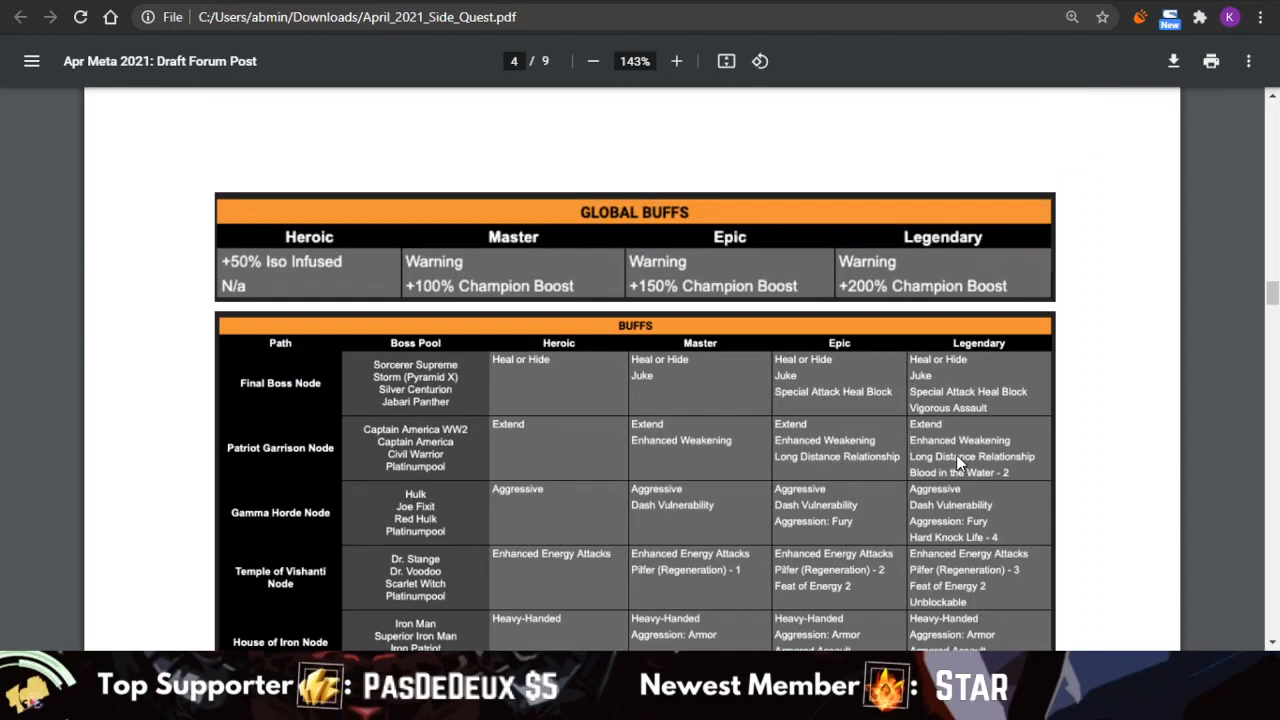 File
C:/Users/abmin/Downloads/April_2021_Side_Quest.pdf
New
K
Apr Meta 2021: Draft Forum Post
4 / 9
143%
GLOBAL BUFFS
Heroic Master Epic Legendary
+50% Iso Infused Warning Warning Warning
N/a +100% Champion Boost +150% Champion Boost +200% Champion Boost
BUFFS
Path Boss Pool Heroic Master Epic Legendary
Final Boss Node
Sorcerer Supreme
Storm (Pyramid X)
Silver Centurion
Jabari Panther
Heal or Hide
Heal or Hide
Juke
Heal or Hide
Juke
Special Attack Heal Block
Heal or Hide
Juke
Special Attack Heal Block
Vigorous Assault
Patriot Garrison Node
Captain America WW2
Captain America
Civil Warrior
Platinumpool
Extend
Extend
Enhanced Weakening
Extend
Enhanced Weakening
Long Distance Relationship
Extend
Enhanced Weakening
Long Distance Relationship
Blood in the Water - 2
Gamma Horde Node
Hulk
Joe Fixit
Red Hulk
Platinumpool
Aggressive
Aggressive
Dash Vulnerability
Aggressive
Dash Vulnerability
Aggression: Fury
Aggressive
Dash Vulnerability
Aggression: Fury
Hard Knock Life - 4
Temple of Vishanti
Node
Dr. Stange
Dr. Voodoo
Scarlet Witch
Platinumpool
Enhanced Energy Attacks
Enhanced Energy Attacks
Pilfer (Regeneration) - 1
Enhanced Energy Attacks
Pilfer (Regeneration) - 2
Feat of Energy 2
Enhanced Energy Attacks
Pilfer (Regeneration) - 3
Feat of Energy 2
Unblockable
House of Iron Node
Iron Man
Superior Iron Man
Iron Patriot
Heavy-Handed
Heavy-Handed
Aggression: Armor
Heavy-Handed
Aggression: Armor
Armored Assault
Heavy-Handed
Aggression: Armor
Armored Assault
Top Supporter : PasDeDeux $5
Newest Member : Star